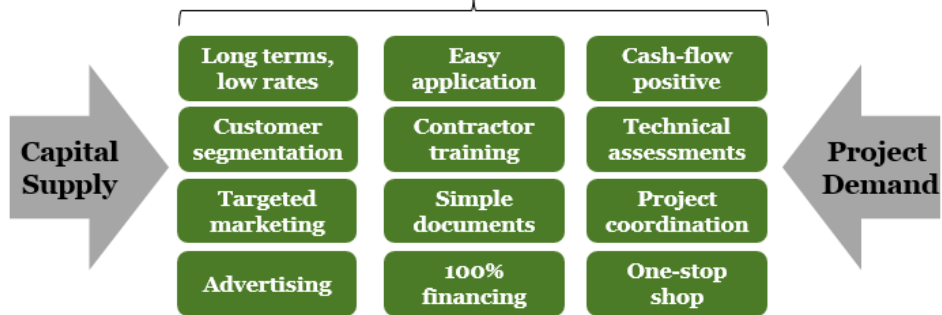 Long terms,
low rates
Easy
application
Cash-flow
positive
Capital
Supply
Customer
segmentation
Contractor
training
Technical
assessments
Project
Demand
Targeted
marketing
Simple
documents
Project
coordination
Advertising
100%
financing
One-stop
shop